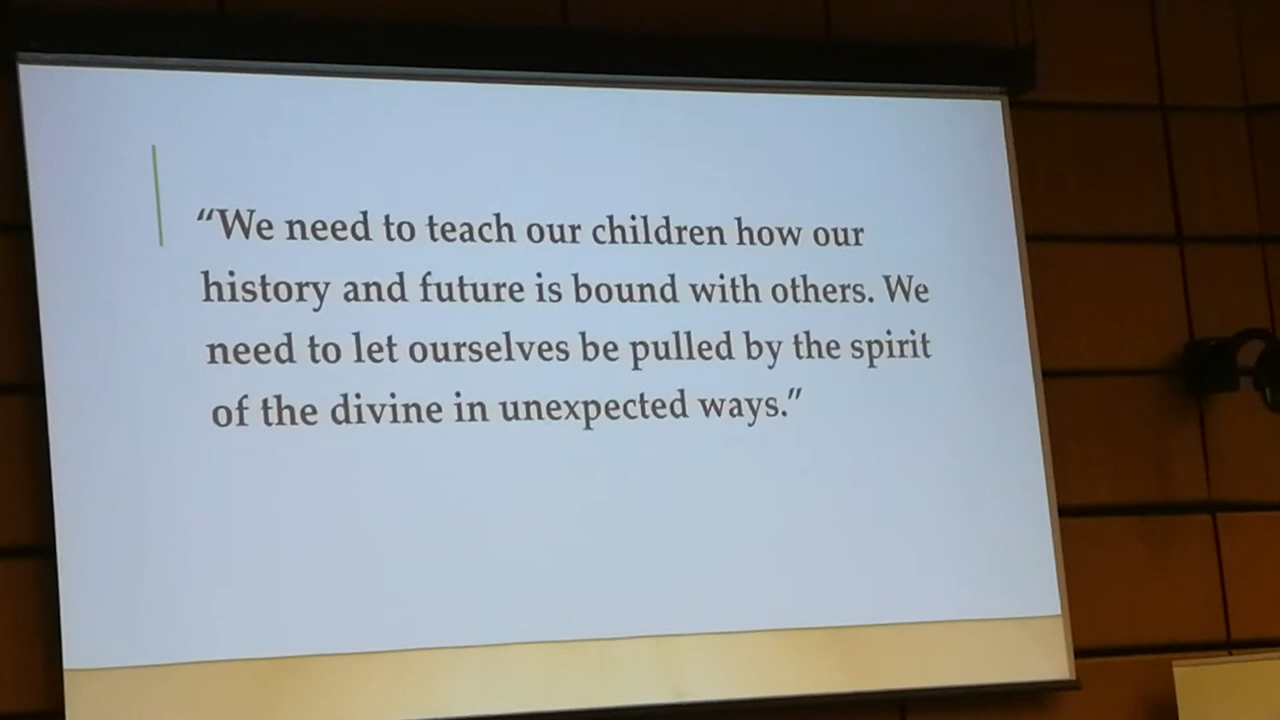 “We need to teach our children how our
history and future is bound with others. We
need to let ourselves be pulled by the spirit
of the divine in unexpected ways.”